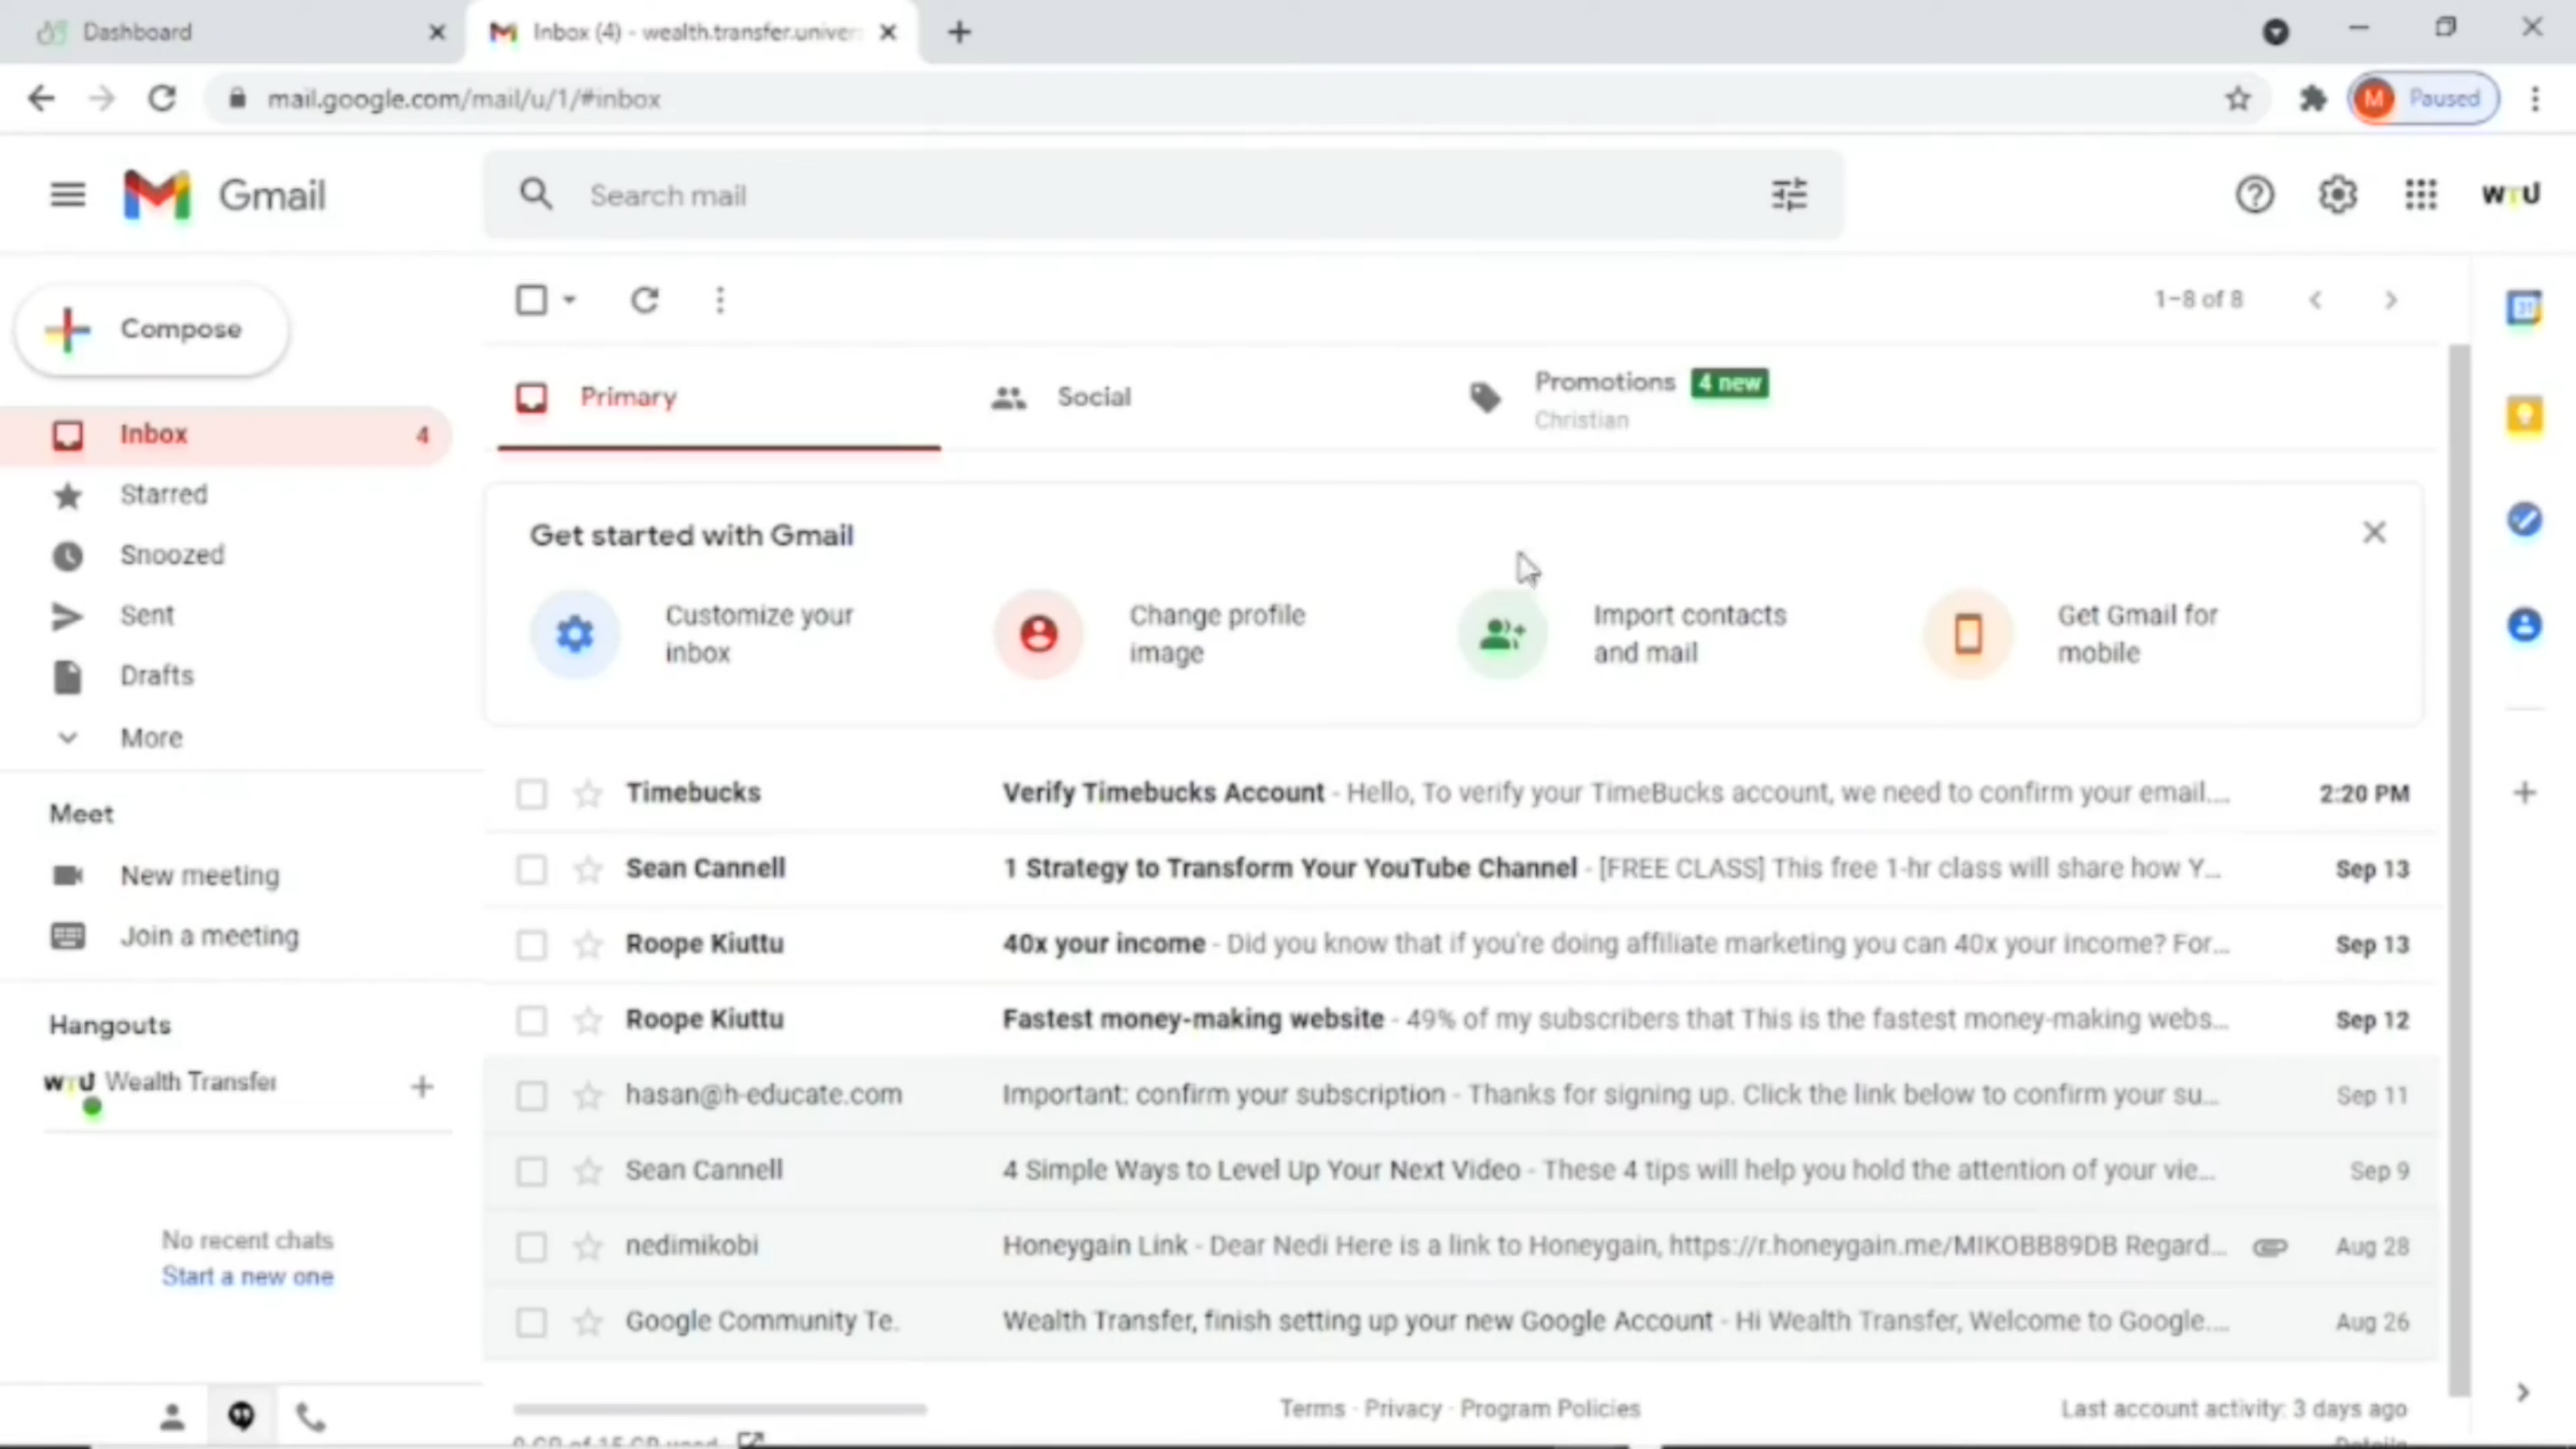 Dashboard
Inbox (4) - wealth.transfer.univer
mail.google.com/mail/u/1/#inbox
M Paused
Gmail
Search mail
WTU
Compose
1–8 of 8
31
Primary
Social
Promotions 4 new
Christian
Inbox 4
Starred
Snoozed
Sent
Drafts
More
Get started with Gmail
Customize your
inbox
Change profile
image
Import contacts
and mail
Get Gmail for
mobile
Meet
New meeting
Join a meeting
Hangouts
WTU Wealth Transfer
No recent chats
Start a new one
Timebucks Verify Timebucks Account - Hello, To verify your TimeBucks account, we need to confirm your email.... 2:20 PM
Sean Cannell 1 Strategy to Transform Your YouTube Channel - [FREE CLASS] This free 1-hr class will share how Y... Sep 13
Roope Kiuttu 40x your income - Did you know that if you're doing affiliate marketing you can 40x your income? For... Sep 13
Roope Kiuttu Fastest money-making website - 49% of my subscribers that This is the fastest money-making webs... Sep 12
hasan@h-educate.com Important: confirm your subscription - Thanks for signing up. Click the link below to confirm your su... Sep 11
Sean Cannell 4 Simple Ways to Level Up Your Next Video - These 4 tips will help you hold the attention of your vie... Sep 9
nedimikobi Honeygain Link - Dear Nedi Here is a link to Honeygain, https://r.honeygain.me/MIKOBB89DB Regard... Aug 28
Google Community Te. Wealth Transfer, finish setting up your new Google Account - Hi Wealth Transfer, Welcome to Google.... Aug 26
Terms · Privacy · Program Policies
Last account activity: 3 days ago